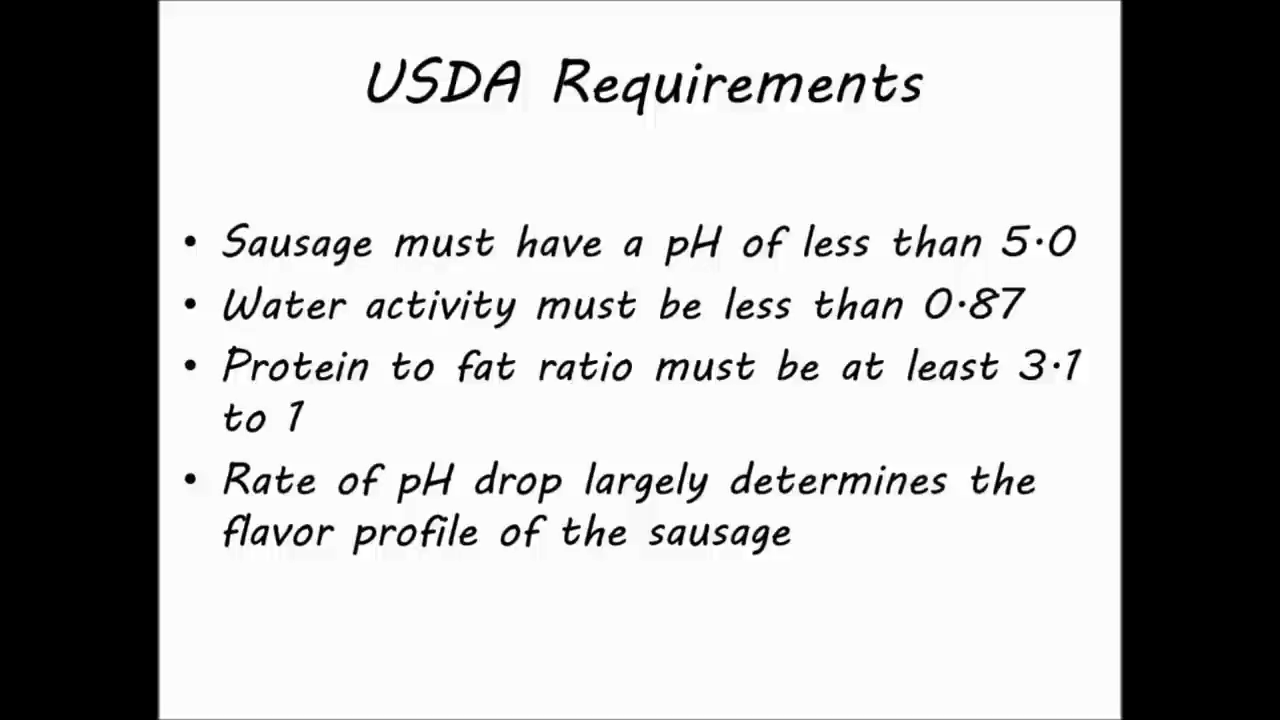 USDA Requirements
• Sausage must have a pH of less than 5.0
• Water activity must be less than 0.87
• Protein to fat ratio must be at least 3.1
to 1
• Rate of pH drop largely determines the
flavor profile of the sausage